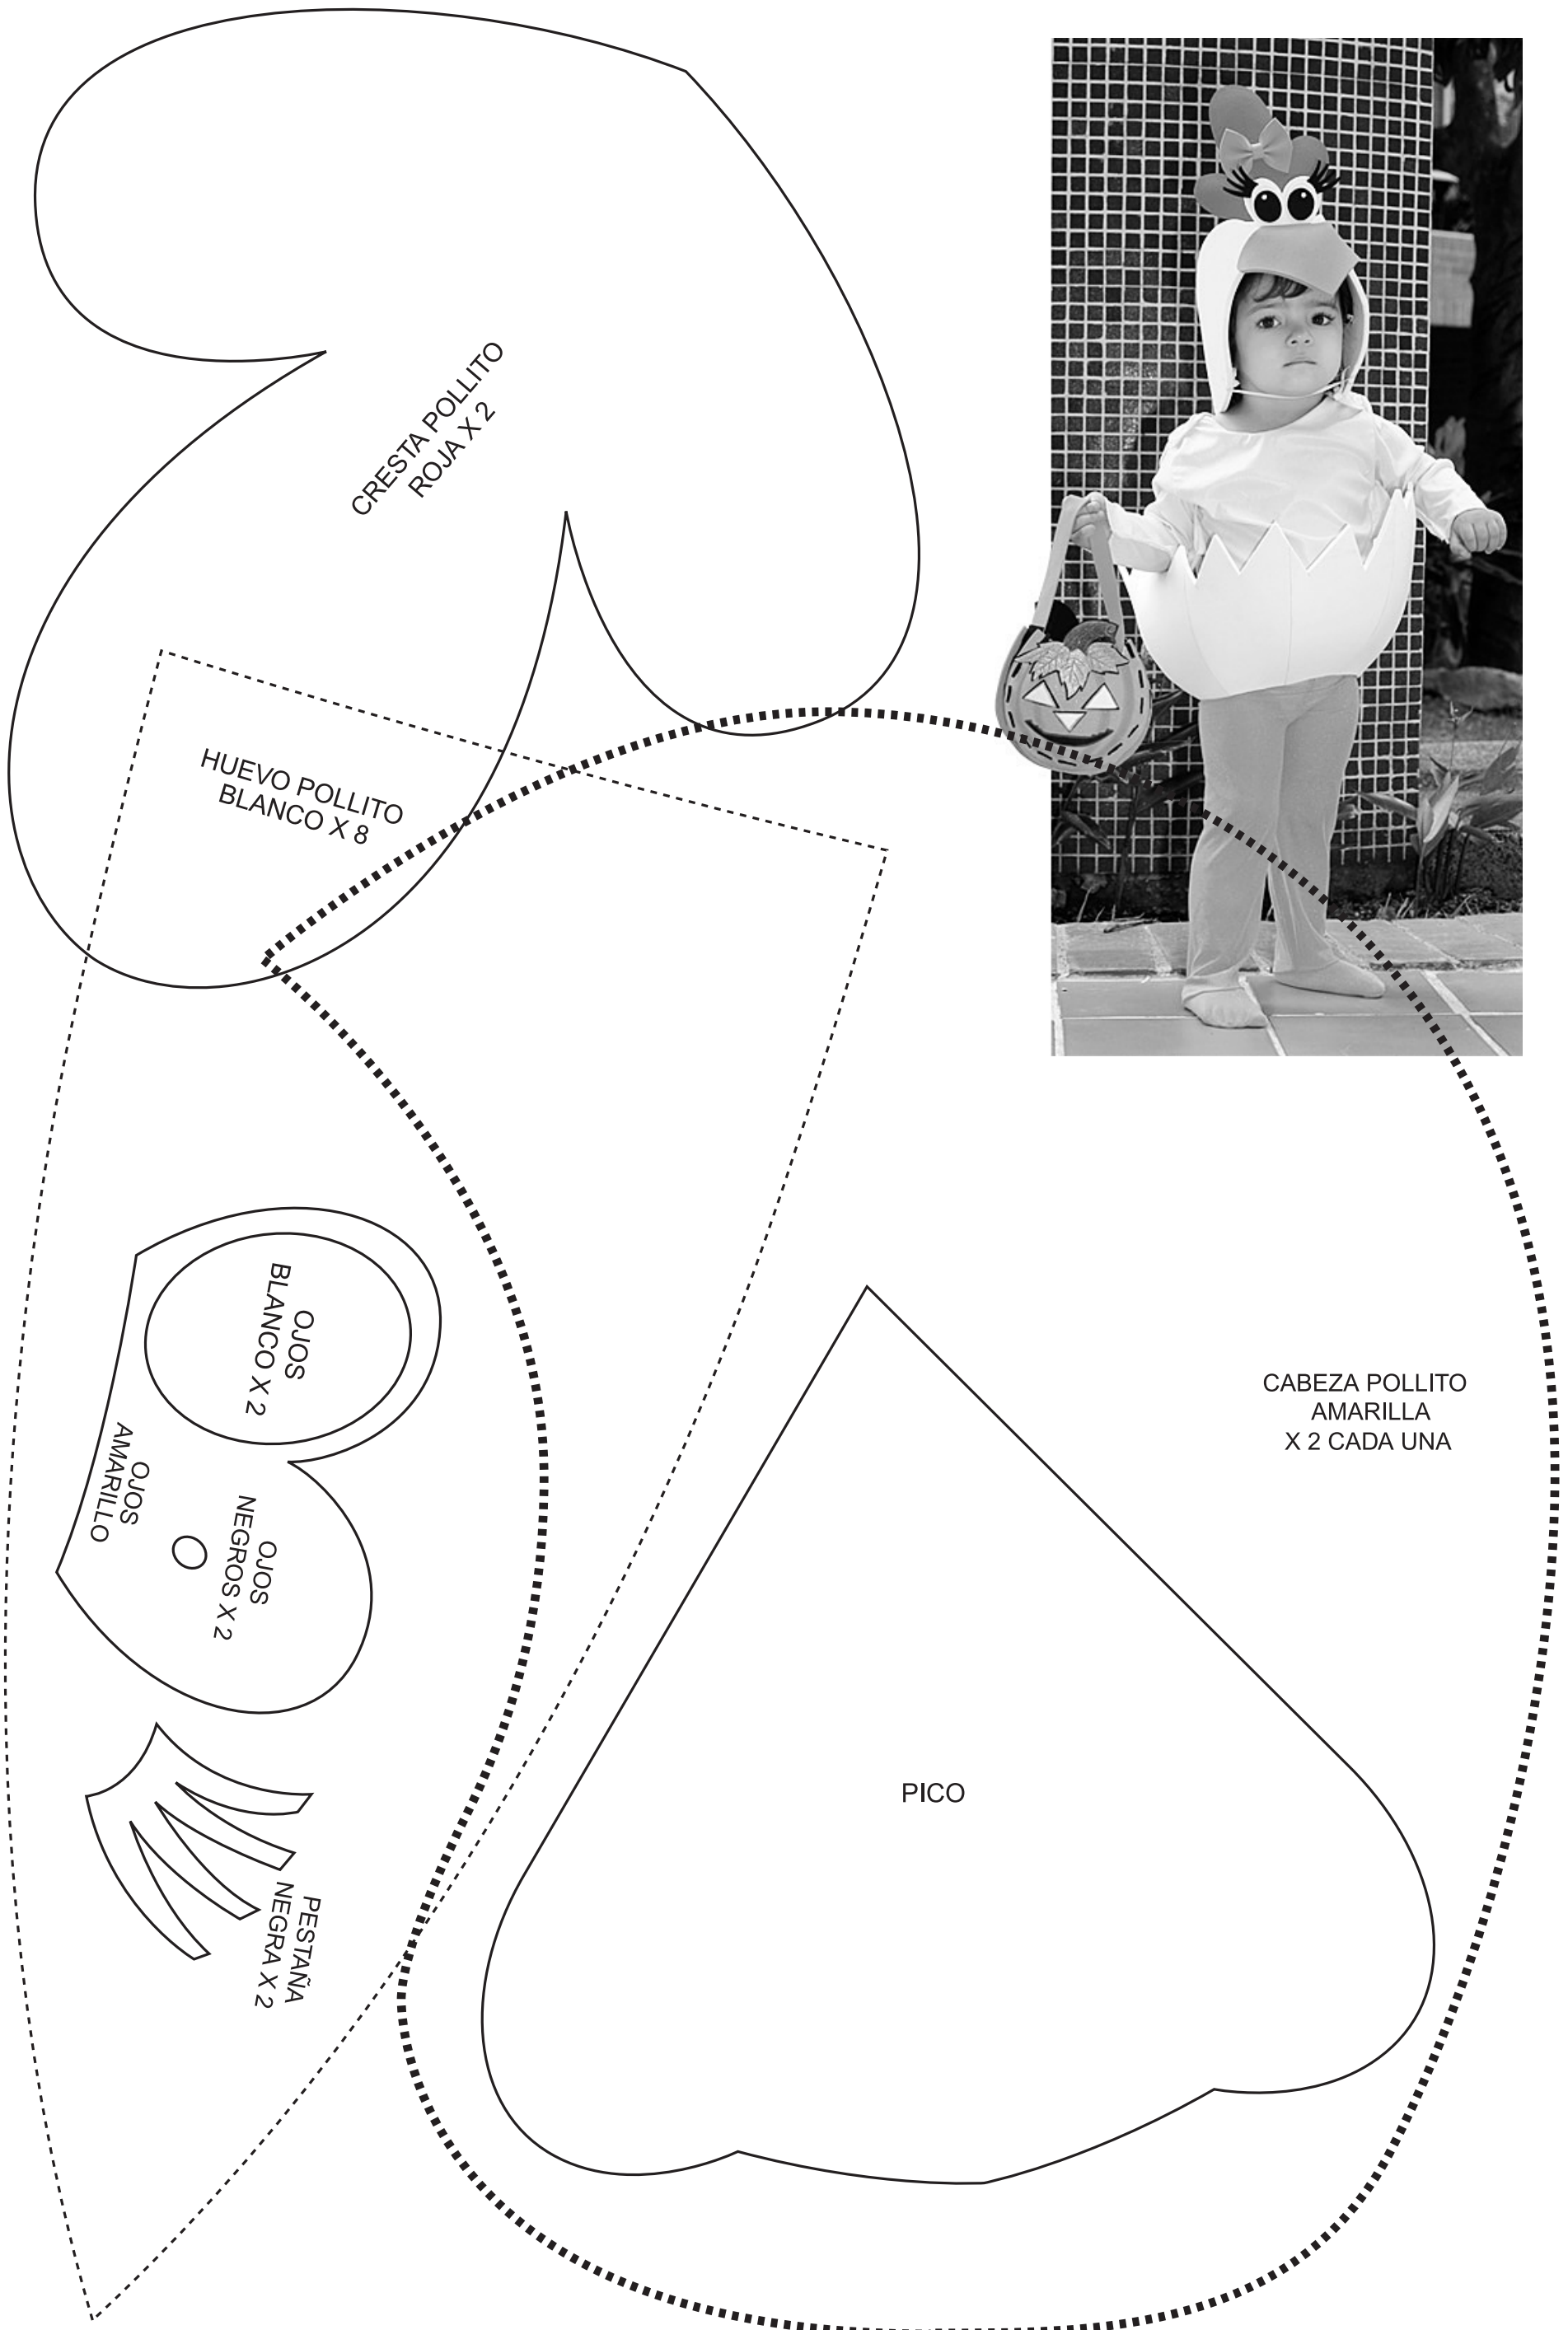 CRESTA POLLITO
ROJA X 2
HUEVO POLLITO
BLANCO X 8
OJOS
BLANCO X 2
OJOS
AMARILLO
OJOS
NEGROS X 2
PESTAÑA
NEGRA X 2
CABEZA POLLITO
AMARILLA
X 2 CADA UNA
PICO